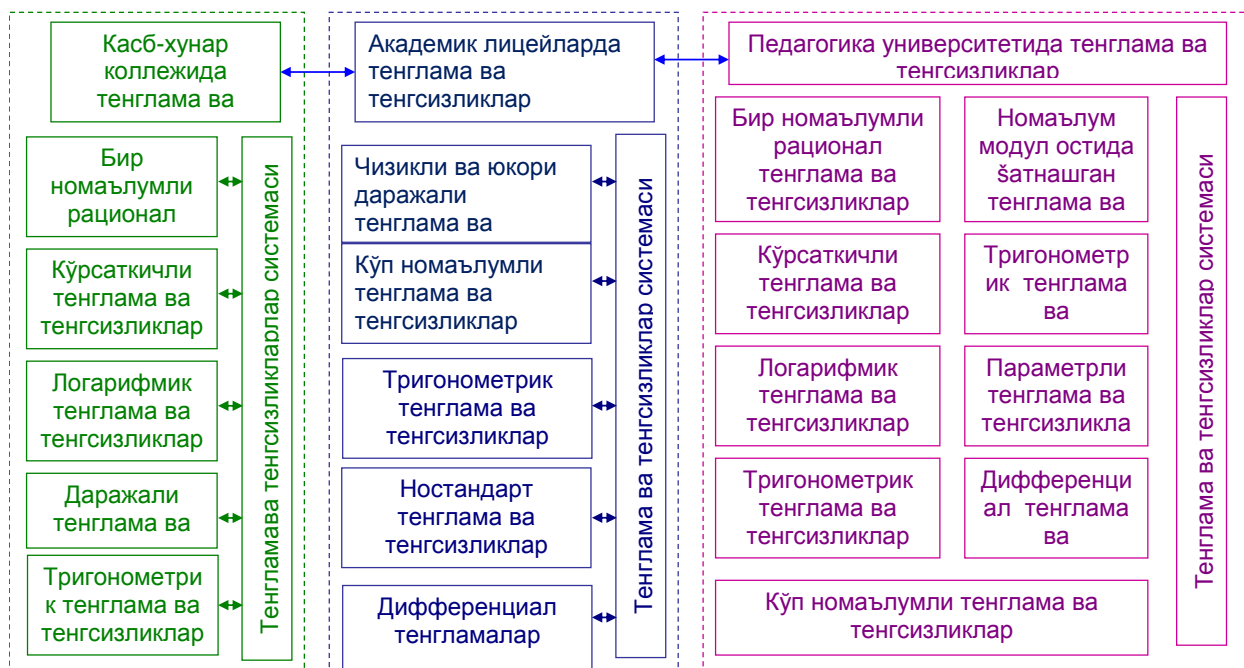 Касб-хунар
коллежида
тенглама ва
Бир
номаълумли
рационал
Кўрсаткичли
тенглама ва
тенгсизликлар
Логарифмик
тенглама ва
тенгсизликлар
Даражали
тенглама ва
Тригонометри
к тенглама ва
тенгсизликлар
Тенгламава тенгсизликларлар системаси
Академик лицейларда
тенглама ва
тенгсизликлар
Чизикли ва юкори
даражали
тенглама ва
Кўп номаълумли
тенглама ва
тенгсизликлар
Тригонометрик
тенглама ва
тенгсизликлар
Ностандарт
тенглама ва
тенгсизликлар
Дифференциал
тенгламалар
Тенглама ва тенгсизликлар системаси
Педагогика университетида тенглама ва
тенгсизликлар
Бир номаълумли
рационал
тенглама ва
тенгсизликлар
Номаълум
модул остида
šатнашган
тенглама ва
Кўрсаткичли
тенглама ва
тенгсизликлар
Тригонометр
ик тенглама
ва
Логарифмик
тенглама ва
тенгсизликлар
Параметрли
тенглама ва
тенгсизликла
Тригонометрик
тенглама ва
тенгсизликлар
Дифференци
ал тенглама
ва
Кўп номаълумли тенглама ва
тенгсизликлар
Тенглама ва тенгсизликлар системаси